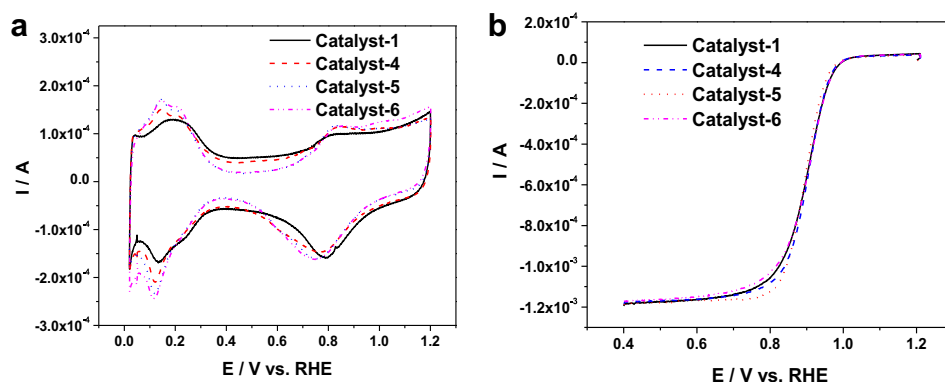 a
I / A
3.0x10⁻⁴
2.0x10⁻⁴
1.0x10⁻⁴
0.0
-1.0x10⁻⁴
-2.0x10⁻⁴
-3.0x10⁻⁴
Catalyst-1
Catalyst-4
Catalyst-5
Catalyst-6
0.0 0.2 0.4 0.6 0.8 1.0 1.2
E / V vs. RHE
b
I / A
2.0x10⁻⁴
0.0
-2.0x10⁻⁴
-4.0x10⁻⁴
-6.0x10⁻⁴
-8.0x10⁻⁴
-1.0x10⁻³
-1.2x10⁻³
Catalyst-1
Catalyst-4
Catalyst-5
Catalyst-6
0.4 0.6 0.8 1.0 1.2
E / V vs. RHE